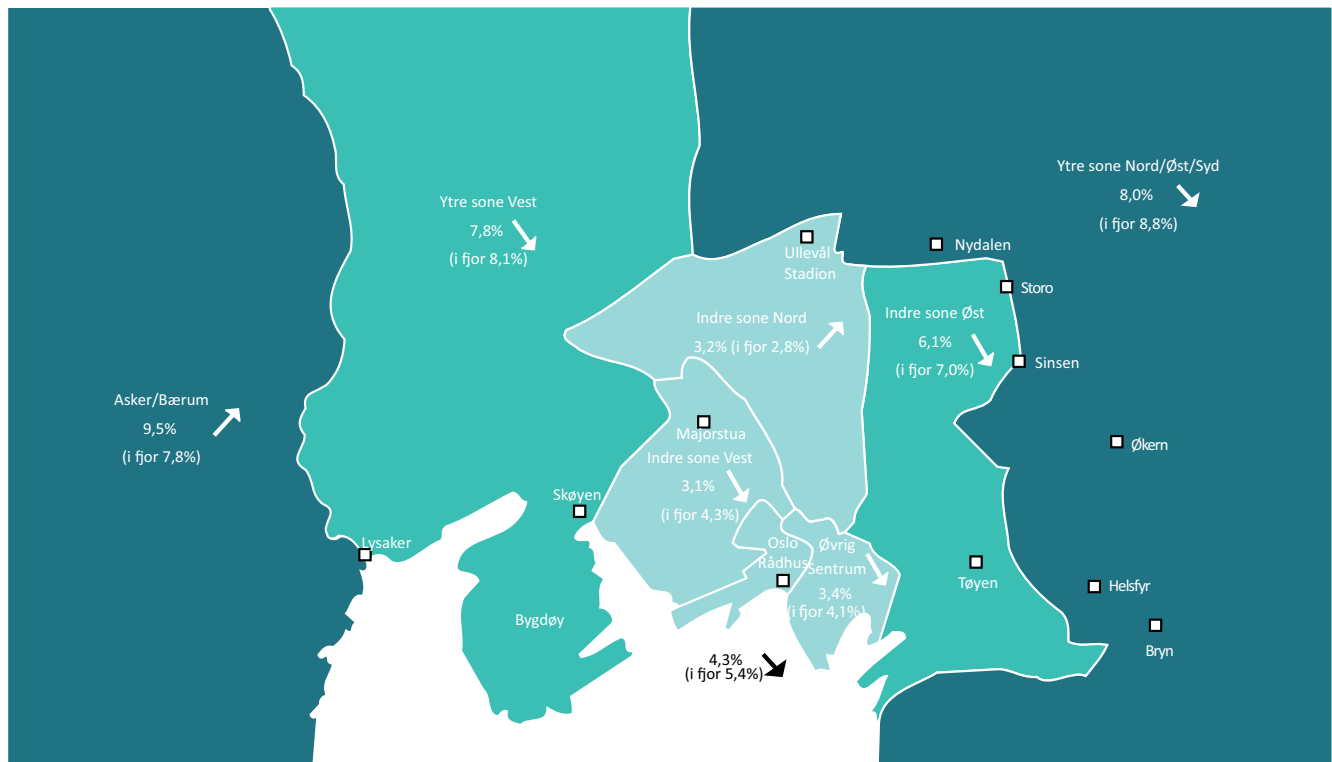 Ytre sone Nord/Øst/Syd
8,0%
(i fjor 8,8%)
Ytre sone Vest
7,8%
(i fjor 8,1%)
Nydalen
Ullevål
Stadion
Storo
Indre sone Nord
3,2% (i fjor 2,8%)
Indre sone Øst
6,1%
(i fjor 7,0%)
Sinsen
Asker/Bærum
9,5%
(i fjor 7,8%)
Majorstua
Indre sone Vest
3,1%
(i fjor 4,3%)
Økern
Skøyen
Lysaker
Oslo
Rådhus
Øvrig
Sentrum
3,4%
(i fjor 4,1%)
Tøyen
Helsfyr
Bygdøy
Bryn
4,3%
(i fjor 5,4%)